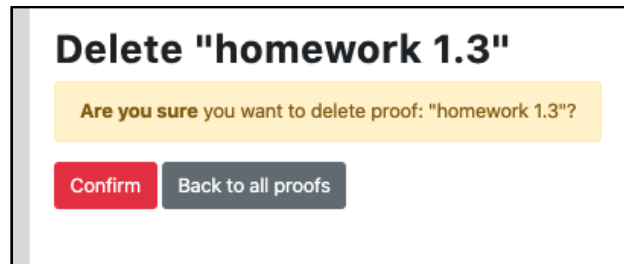 Delete "homework 1.3"
Are you sure you want to delete proof: "homework 1.3"?
Confirm Back to all proofs